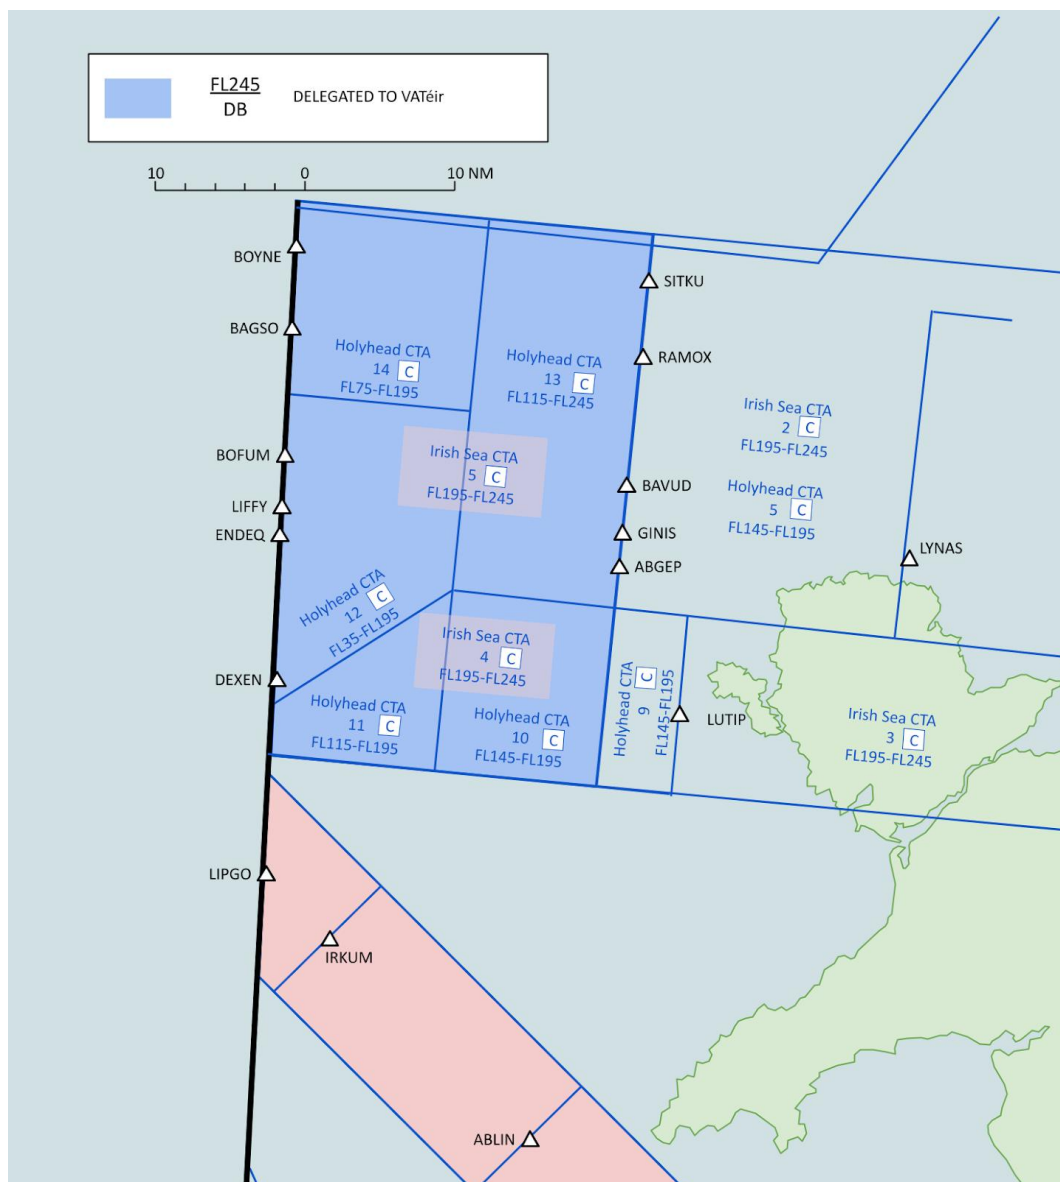 FL245
DB
DELEGATED TO VATéir
10 0 10 NM
BOYNE
SITKU
BAGSO
RAMOX
Holyhead CTA
14 C
FL75-FL195
Holyhead CTA
13 C
FL115-FL245
Irish Sea CTA
2 C
FL195-FL245
BOFUM
Irish Sea CTA
5 C
FL195-FL245
BAVUD
Holyhead CTA
5 C
FL145-FL195
LIFFY
ENDEQ
GINIS
ABGEP
LYNAS
Holyhead CTA
12 C
FL35-FL195
Irish Sea CTA
4 C
FL195-FL245
DEXEN
Holyhead CTA
11 C
FL115-FL195
Holyhead CTA
10 C
FL145-FL195
Holyhead CTA
9 C
FL145-FL195
LUTIP
Irish Sea CTA
3 C
FL195-FL245
LIPGO
IRKUM
ABLIN